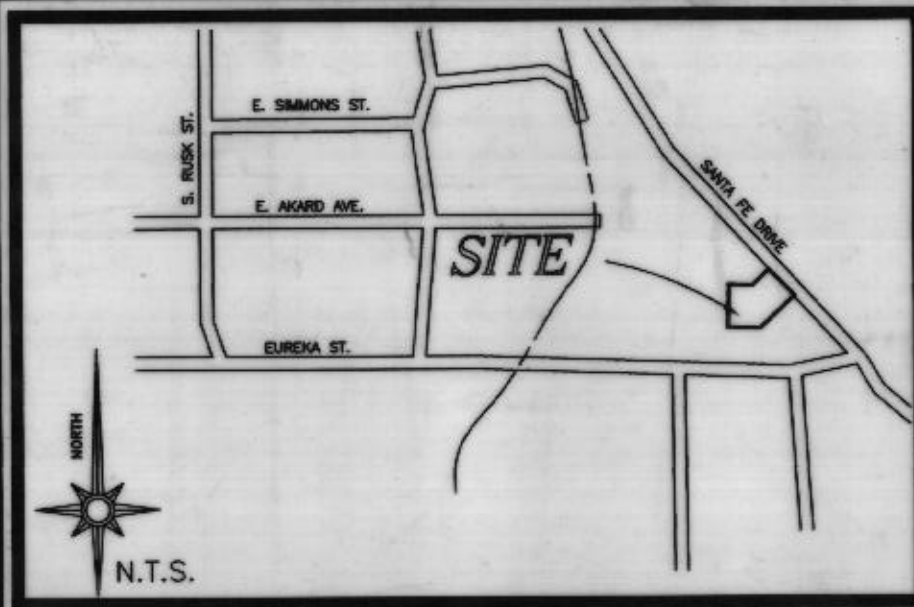 E. SIMMONS ST.
S. RUSK ST.
SANTA FE DRIVE
E. AKARD AVE.
SITE
EUREKA ST.
NORTH
N.T.S.